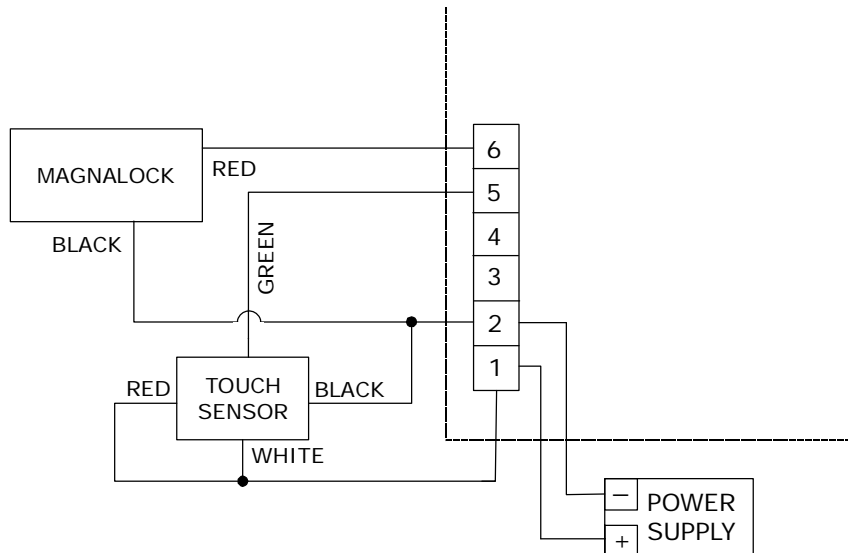 6
MAGNALOCK
RED
5
BLACK
GREEN
4
3
2
1
RED
TOUCH
SENSOR
BLACK
WHITE
−
POWER
SUPPLY
+